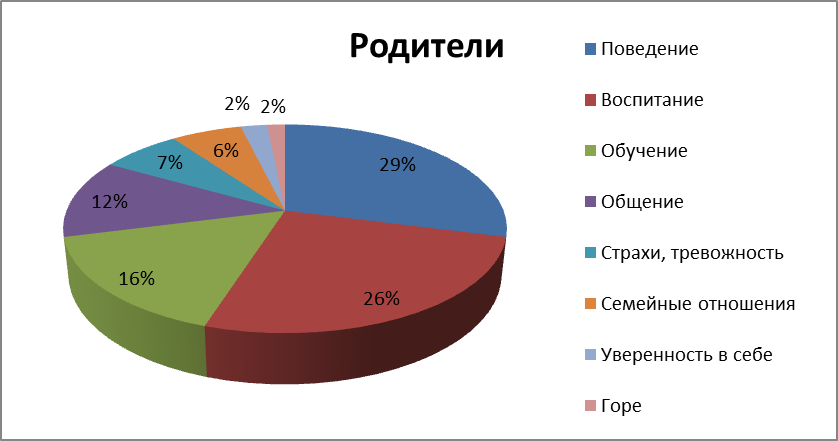 Родители
2%
2%
6%
7%
29%
12%
16%
26%
Поведение
Воспитание
Обучение
Общение
Страхи, тревожность
Семейные отношения
Уверенность в себе
Горе